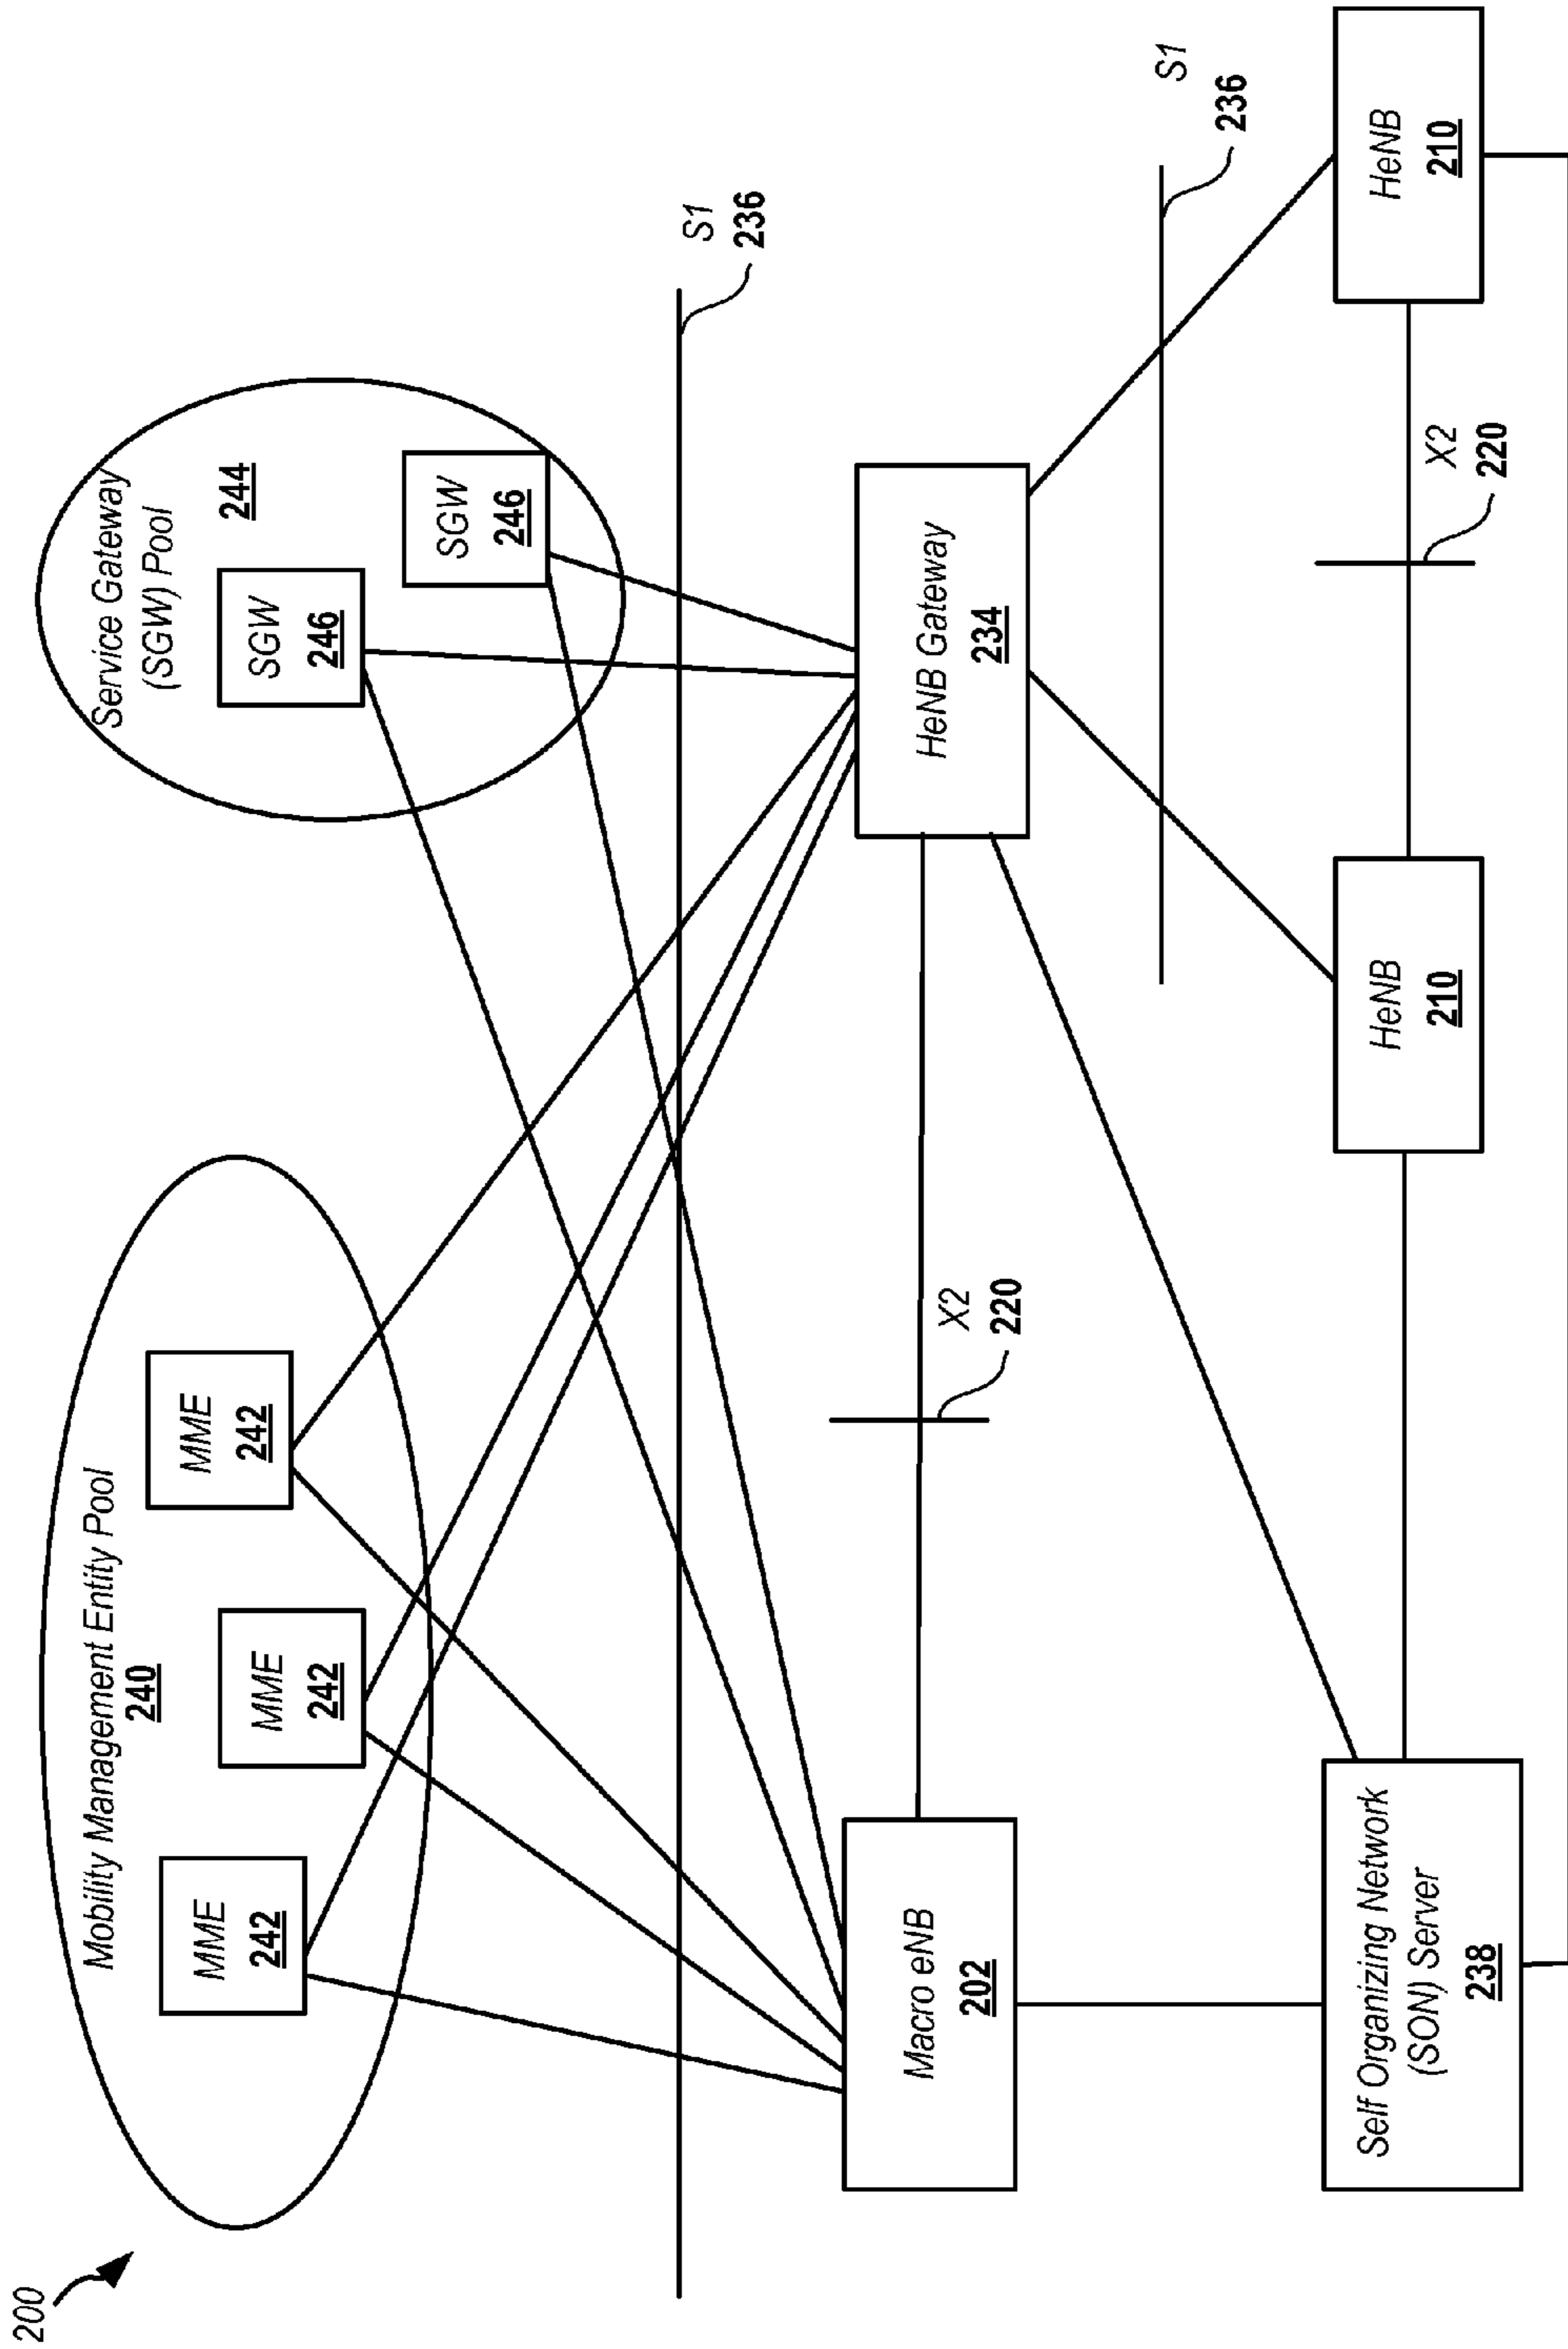 200
Mobility Management Entity Pool
240
MME
242
MME
242
MME
242
Service Gateway
(SGW) Pool
244
SGW
246
SGW
246
S1
236
Macro eNB
202
X2
220
HeNB Gateway
234
S1
236
Self Organizing Network
(SON) Server
238
HeNB
210
X2
220
HeNB
210